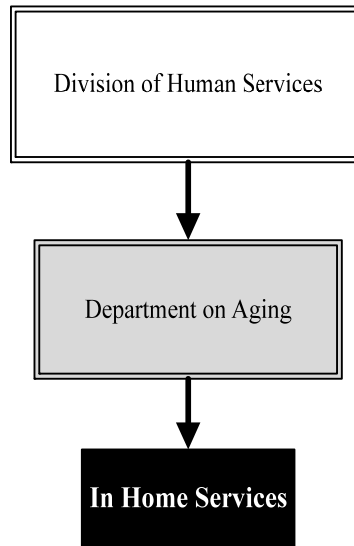 Division of Human Services
Department on Aging
In Home Services